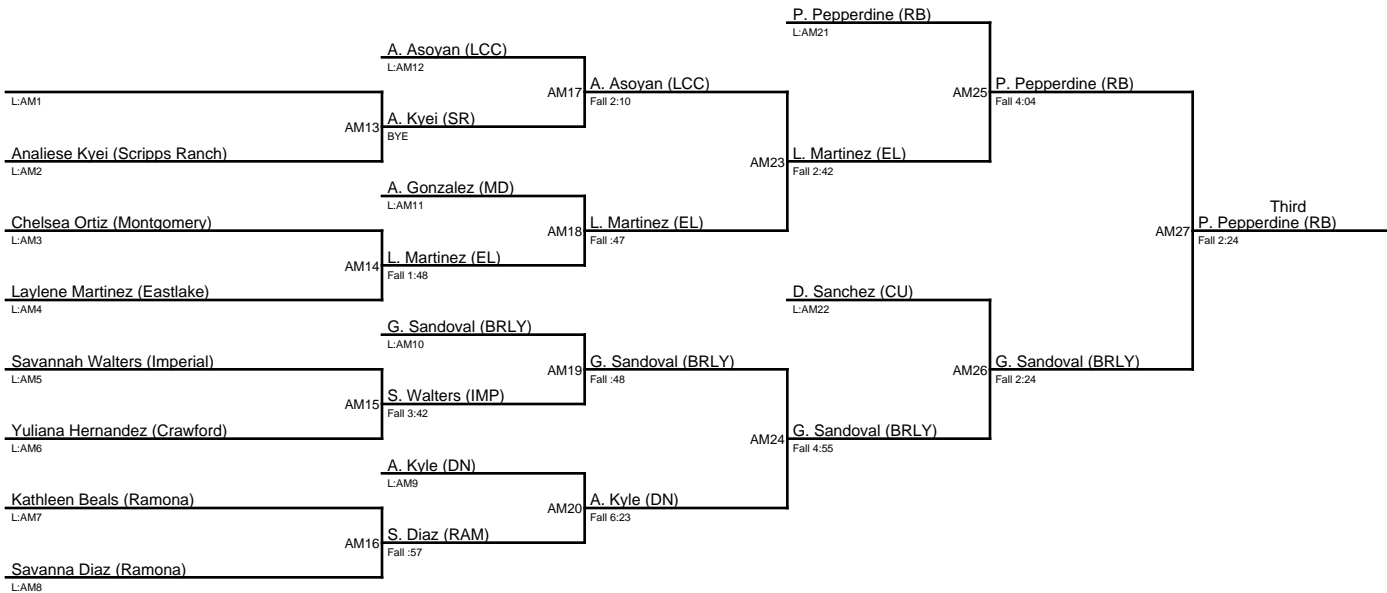 P. Pepperdine (RB)
L:AM21
A. Asoyan (LCC)
L:AM12
AM17
A. Asoyan (LCC)
Fall 2:10
AM25
P. Pepperdine (RB)
Fall 4:04
L:AM1
AM13
A. Kyei (SR)
BYE
Analiese Kyei (Scripps Ranch)
L:AM2
AM23
L. Martinez (EL)
Fall 2:42
A. Gonzalez (MD)
L:AM11
Chelsea Ortiz (Montgomery)
L:AM3
AM18
L. Martinez (EL)
Fall :47
Third
AM27
P. Pepperdine (RB)
Fall 2:24
AM14
L. Martinez (EL)
Fall 1:48
Laylene Martinez (Eastlake)
L:AM4
D. Sanchez (CU)
L:AM22
G. Sandoval (BRLY)
L:AM10
Savannah Walters (Imperial)
L:AM5
AM19
G. Sandoval (BRLY)
Fall :48
AM26
G. Sandoval (BRLY)
Fall 2:24
AM15
S. Walters (IMP)
Fall 3:42
Yuliana Hernandez (Crawford)
L:AM6
AM24
G. Sandoval (BRLY)
Fall 4:55
A. Kyle (DN)
L:AM9
Kathleen Beals (Ramona)
L:AM7
AM20
A. Kyle (DN)
Fall 6:23
AM16
S. Diaz (RAM)
Fall :57
Savanna Diaz (Ramona)
L:AM8